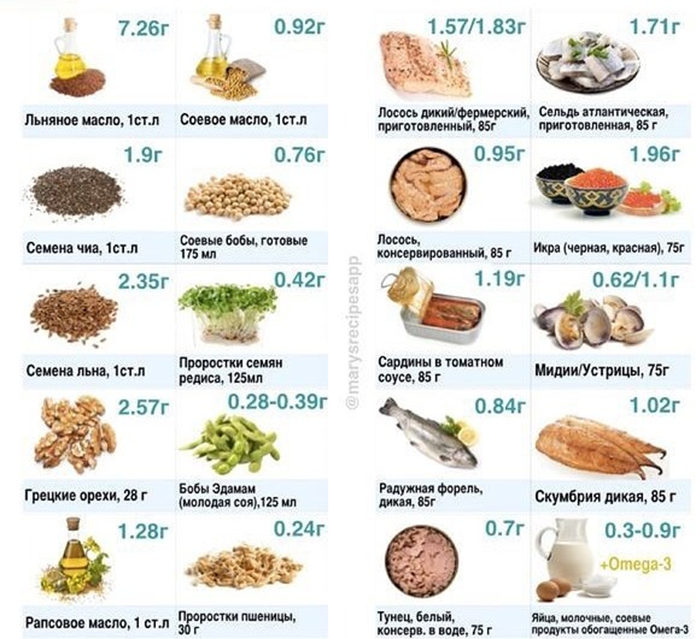 7.26г
Льняное масло, 1ст.л
0.92г
Соевое масло, 1ст.л
1.9г
Семена чиа, 1ст.л
0.76г
Соевые бобы, готовые
175 мл
2.35г
Семена льна, 1ст.л
0.42г
Проростки семян
редиса, 125мл
2.57г
Грецкие орехи, 28 г
0.28-0.39г
Бобы Эдамам
(молодая соя),125 мл
1.28г
Рапсовое масло, 1 ст.л
0.24г
Проростки пшеницы,
30 г
@marysrecipesapp
1.57/1.83г
Лосось дикий/фермерский,
приготовленный, 85г
1.71г
Сельдь атлантическая,
приготовленная, 85 г
0.95г
Лосось,
консервированный, 85 г
1.96г
Икра (черная, красная), 75г
1.19г
Сардины в томатном
соусе, 85 г
0.62/1.1г
Мидии/Устрицы, 75г
0.84г
Радужная форель,
дикая, 85г
1.02г
Скумбрия дикая, 85 г
0.7г
Тунец, белый,
консерв. в воде, 75 г
0.3-0.9г
+Omega-3
Яйца, молочные, соевые
продукты обогащенные Омега-3